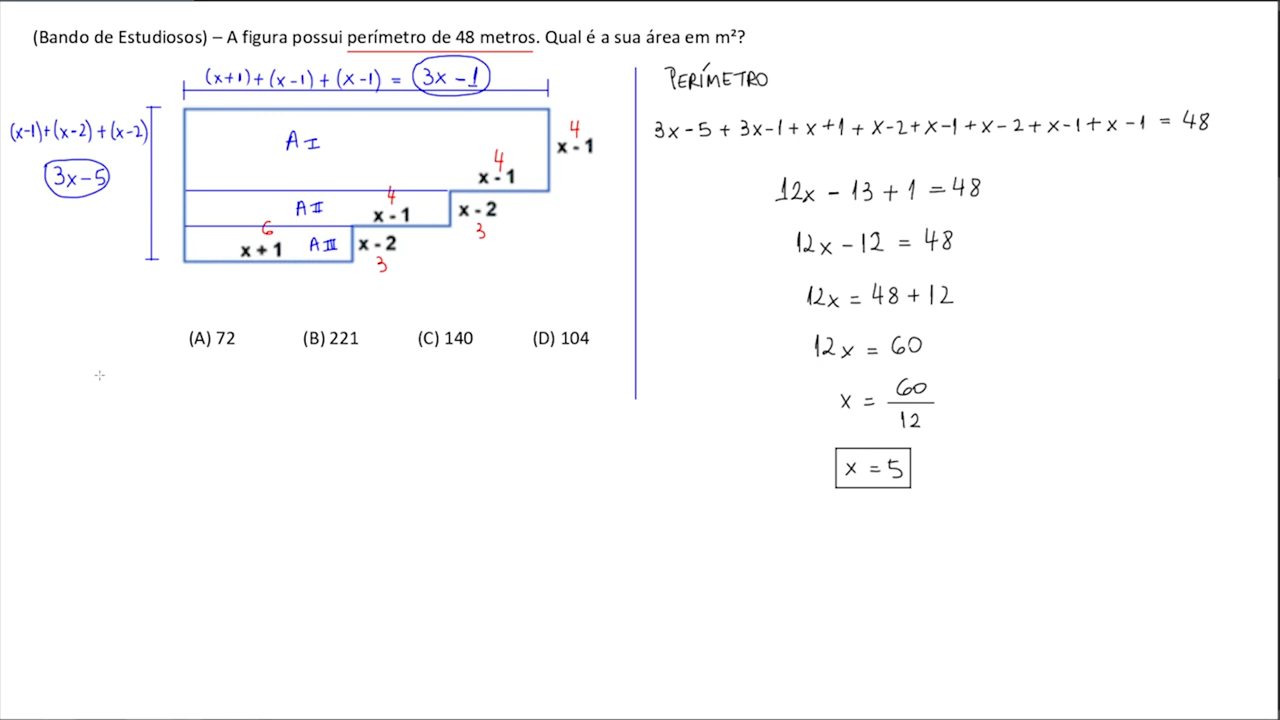 (Bando de Estudiosos) – A figura possui perímetro de 48 metros. Qual é a sua área em m²?
(x+1)+(x-1)+(x-1) = 3x-1
(x-1)+(x-2)+(x-2)
3x-5
A I
4
x - 1
4
x - 1
A II
4
x - 1
x - 2
3
6
x + 1
A III
x - 2
3
(A) 72 (B) 221 (C) 140 (D) 104
PERÍMETRO
3x-5+3x-1+x+1+x-2+x-1+x-2+x-1+x-1 = 48
12x - 13 + 1 = 48
12x - 12 = 48
12x = 48 + 12
12x = 60
x = 60
12
x = 5